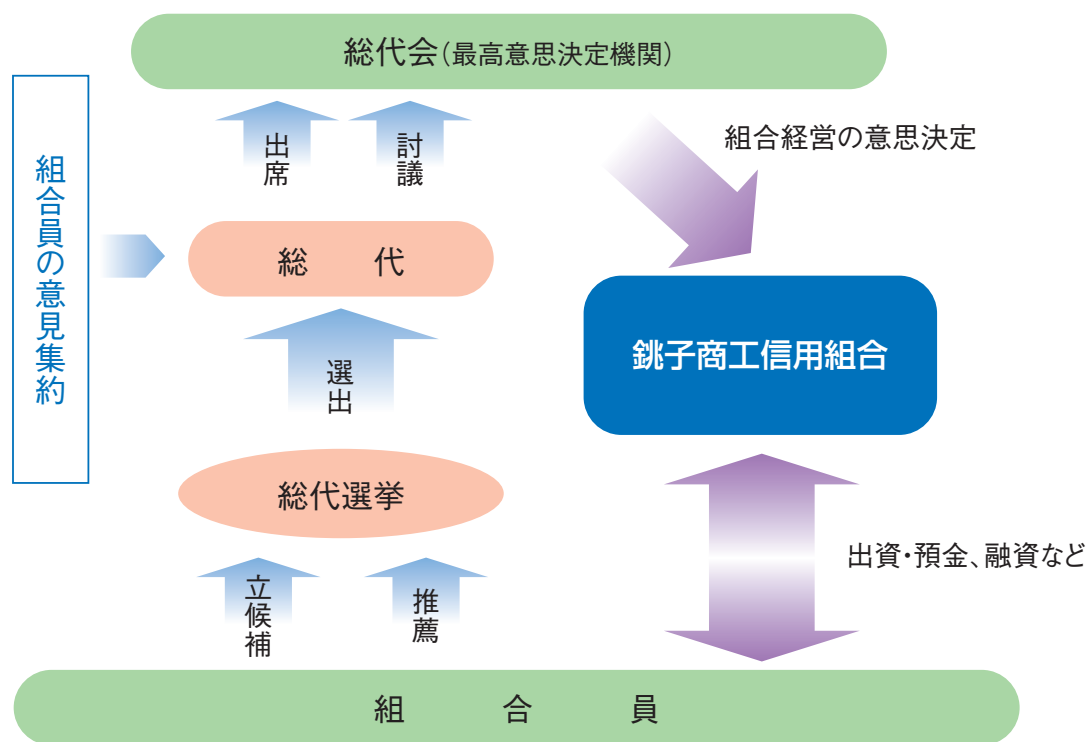 総代会（最高意思決定機関）
組合員の意見集約
出席
討議
組合経営の意思決定
総代
銚子商工信用組合
選出
総代選挙
出資・預金、融資など
立候補
推薦
組合員